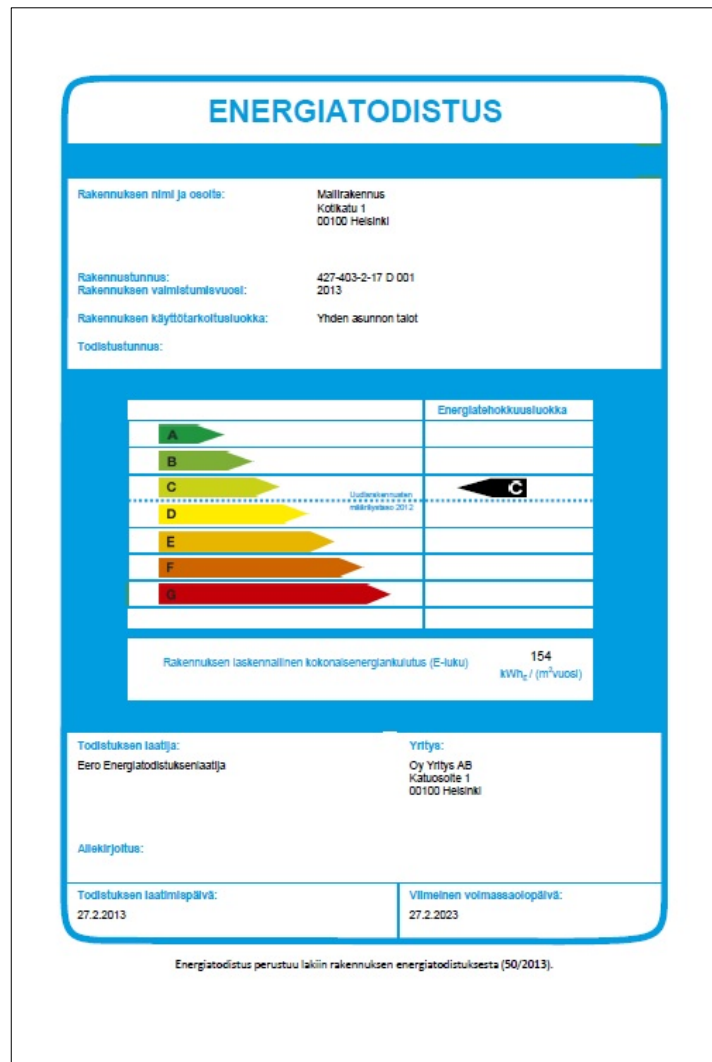 ENERGIATODISTUS
Rakennuksen nimi ja osoite:
Mallirakennus
Kotikatu 1
00100 Helsinki
Rakennustunnus:
427-403-2-17 D 001
Rakennuksen valmistumisvuosi:
2013
Rakennuksen käyttötarkoitusluokka:
Yhden asunnon talot
Todistustunnus:
Energiatehokkuusluokka
A
B
C
Uudisrakennusten
määräystaso 2012
C
D
E
F
G
Rakennuksen laskennallinen kokonaisenergiankulutus (E-luku)
154
kWhE / (m²vuosi)
Todistuksen laatija:
Yritys:
Eero Energiatodistuksenlaatija
Oy Yritys AB
Katuosoite 1
00100 Helsinki
Allekirjoitus:
Todistuksen laatimispäivä:
Viimeinen voimassaolopäivä:
27.2.2013
27.2.2023
Energiatodistus perustuu lakiin rakennuksen energiatodistuksesta (50/2013).